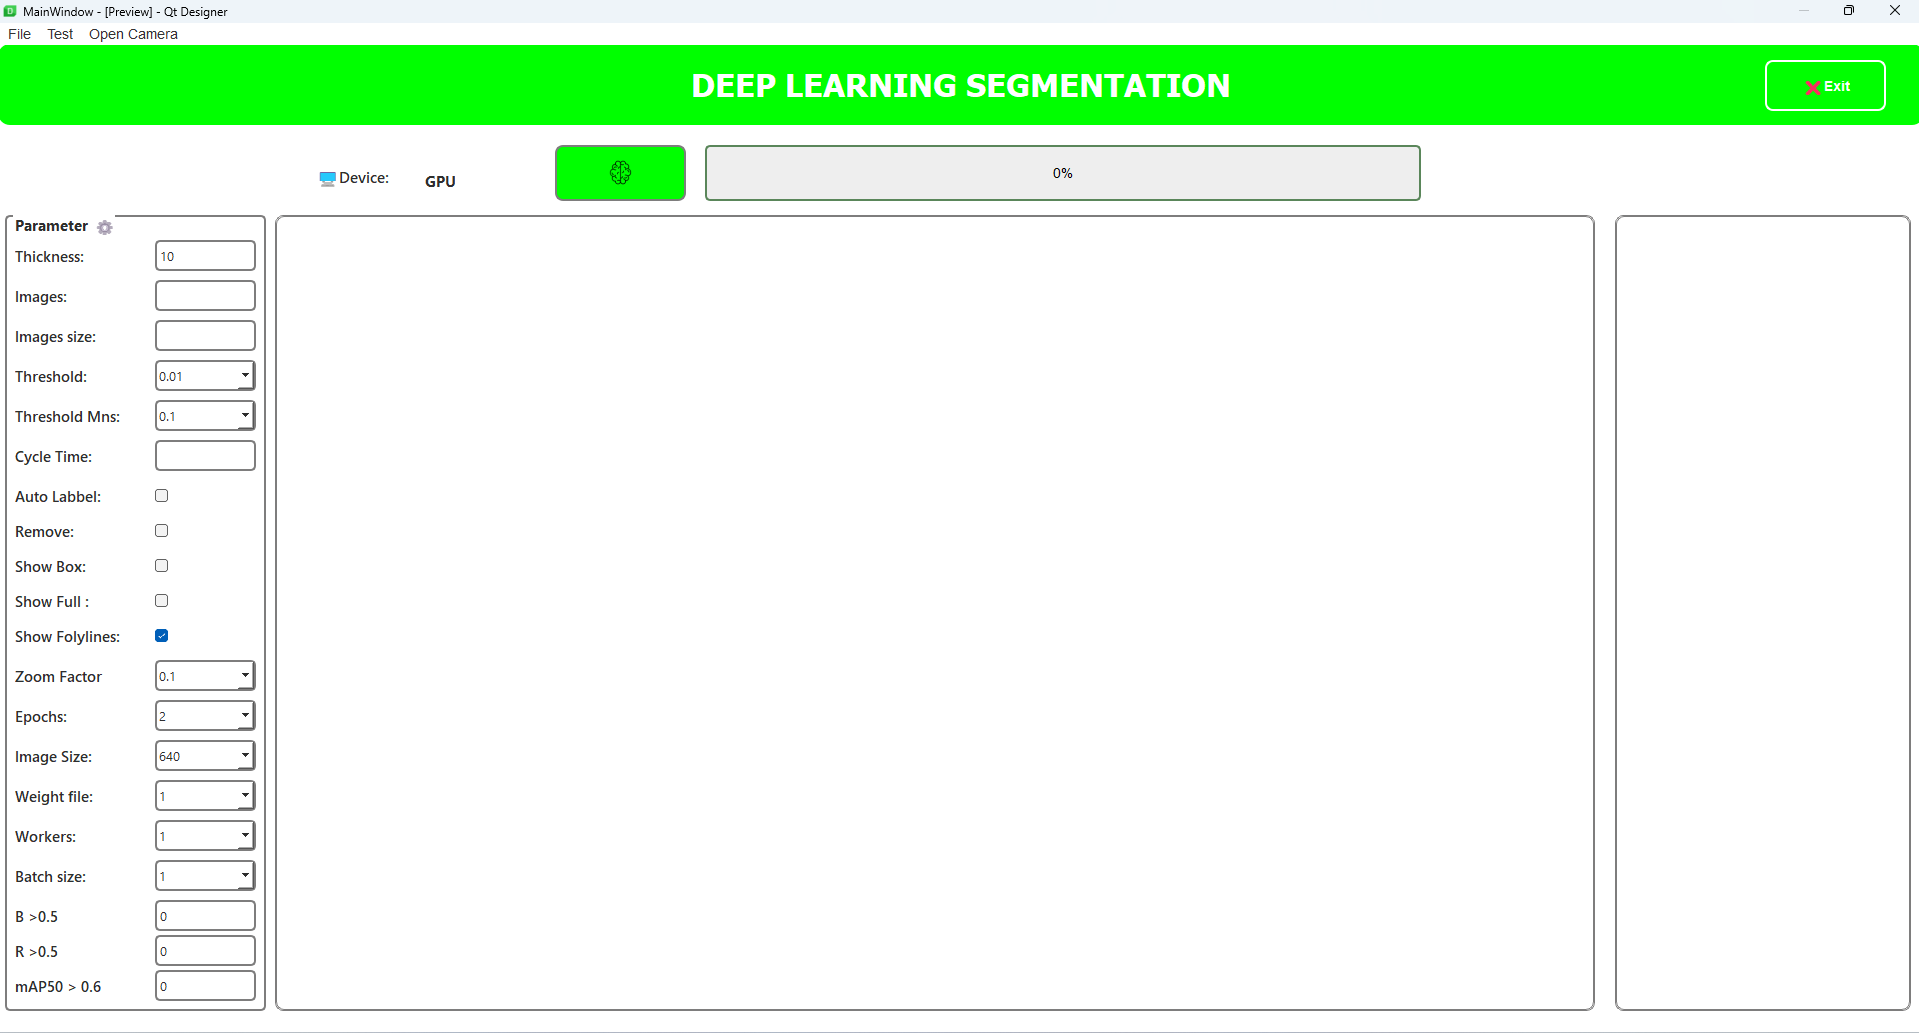 MainWindow - [Preview] - Qt Designer
File Test Open Camera
DEEP LEARNING SEGMENTATION
Exit
Device: GPU
0%
Parameter
Thickness: 10
Images:
Images size:
Threshold: 0.01
Threshold Mns: 0.1
Cycle Time:
Auto Labbel:
Remove:
Show Box:
Show Full :
Show Folylines:
Zoom Factor 0.1
Epochs: 2
Image Size: 640
Weight file: 1
Workers: 1
Batch size: 1
B >0.5 0
R >0.5 0
mAP50 > 0.6 0